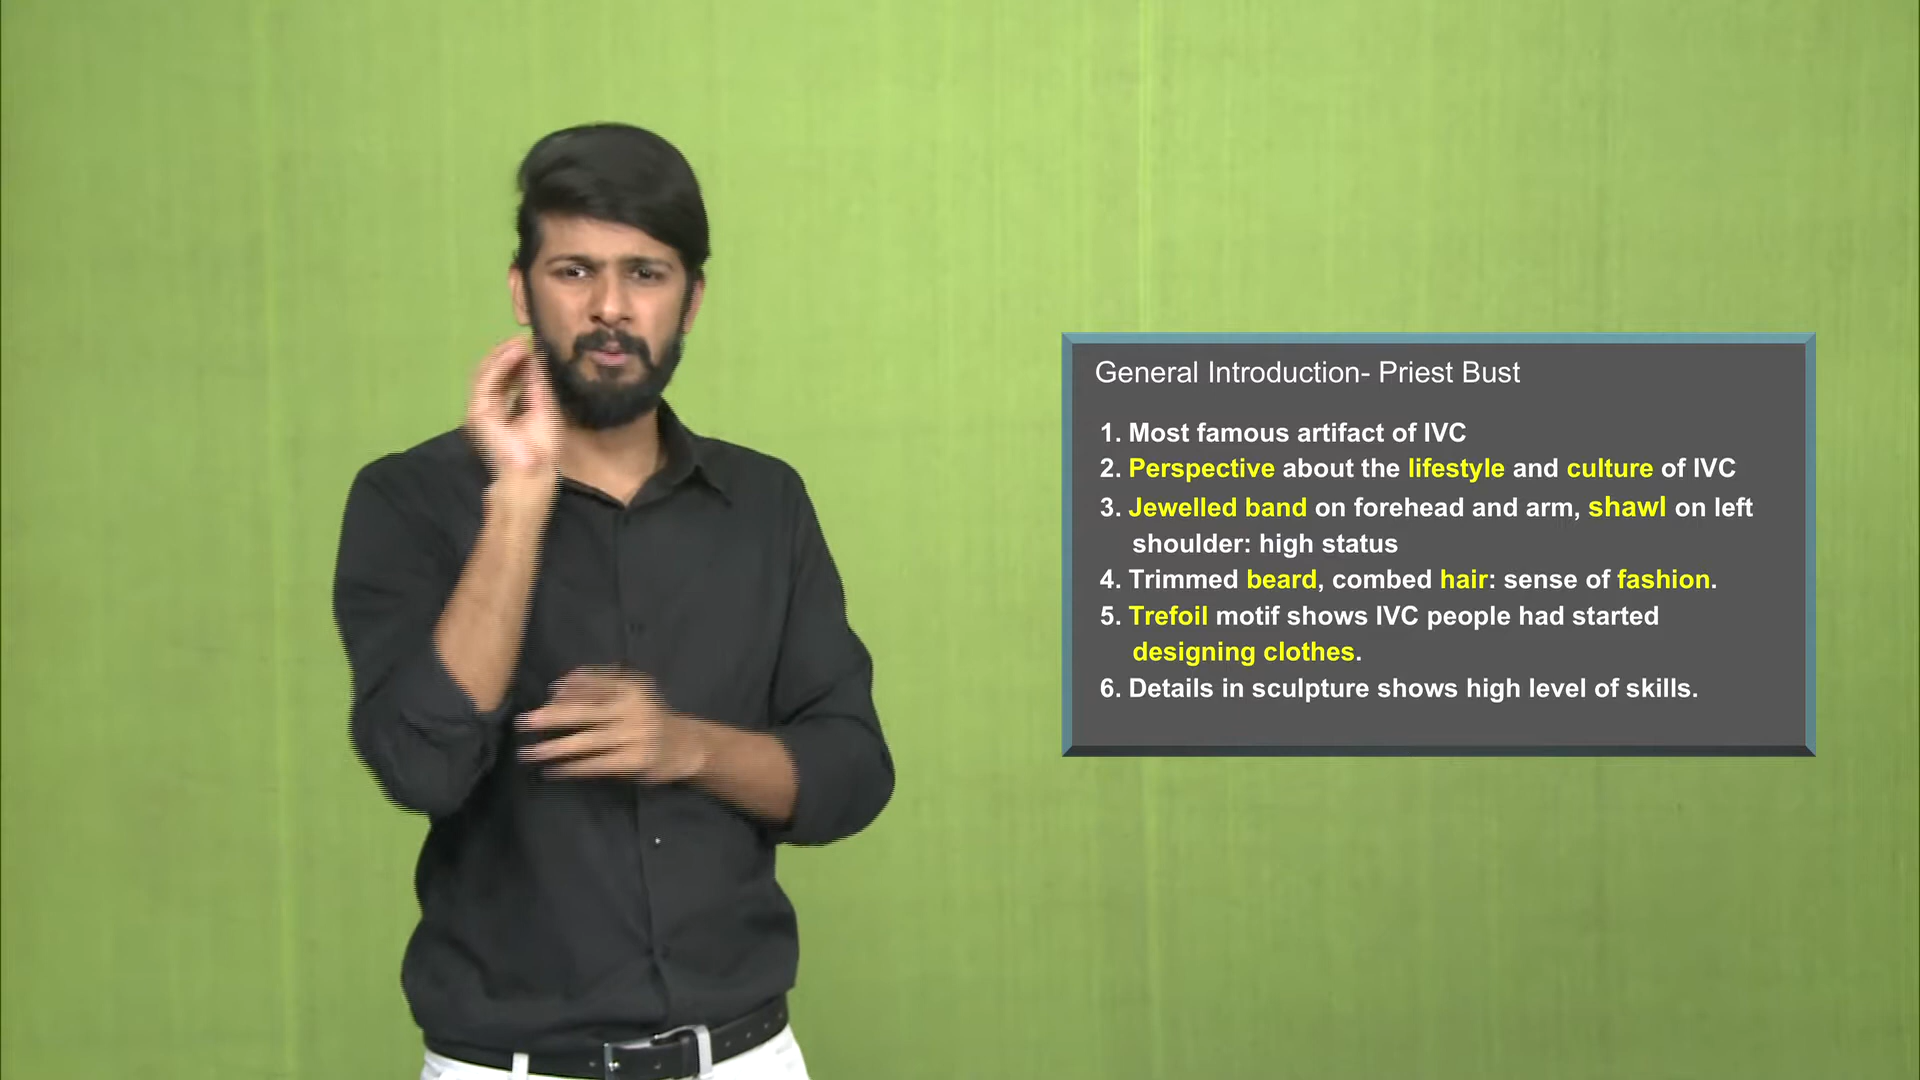 General Introduction- Priest Bust
1. Most famous artifact of IVC
2. Perspective about the lifestyle and culture of IVC
3. Jewelled band on forehead and arm, shawl on left
shoulder: high status
4. Trimmed beard, combed hair: sense of fashion.
5. Trefoil motif shows IVC people had started
designing clothes.
6. Details in sculpture shows high level of skills.